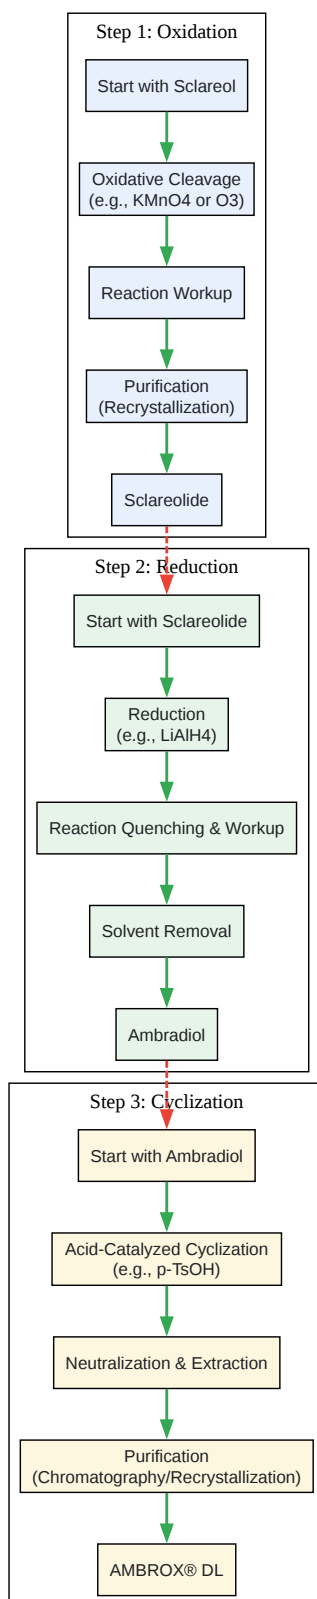 Step 1: Oxidation
Start with Sclareol
Oxidative Cleavage
(e.g., KMnO4 or O3)
Reaction Workup
Purification
(Recrystallization)
Sclareolide
Step 2: Reduction
Start with Sclareolide
Reduction
(e.g., LiAlH4)
Reaction Quenching & Workup
Solvent Removal
Ambradiol
Step 3: Cyclization
Start with Ambradiol
Acid-Catalyzed Cyclization
(e.g., p-TsOH)
Neutralization & Extraction
Purification
(Chromatography/Recrystallization)
AMBROX® DL